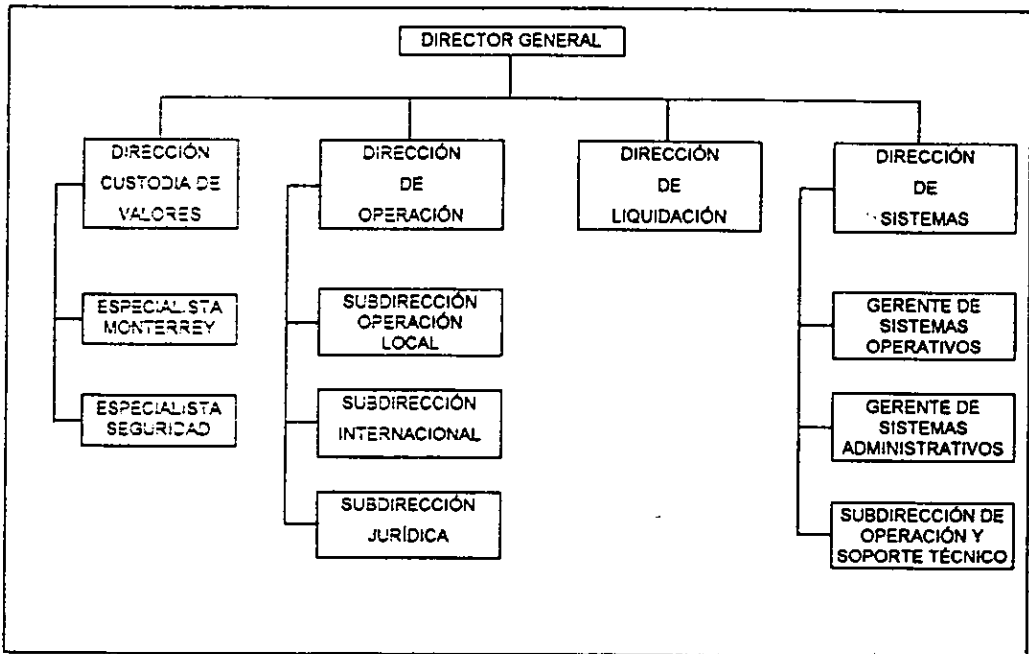 DIRECTOR GENERAL
DIRECCIÓN
CUSTODIA DE
VALORES
DIRECCIÓN
DE
OPERACIÓN
DIRECCIÓN
DE
LIQUIDACIÓN
DIRECCIÓN
DE
SISTEMAS
ESPECIALISTA
MONTERREY
ESPECIALISTA
SEGURIDAD
SUBDIRECCIÓN
OPERACIÓN
LOCAL
SUBDIRECCIÓN
INTERNACIONAL
SUBDIRECCIÓN
JURÍDICA
GERENTE DE
SISTEMAS
OPERATIVOS
GERENTE DE
SISTEMAS
ADMINISTRATIVOS
SUBDIRECCIÓN DE
OPERACIÓN Y
SOPORTE TÉCNICO